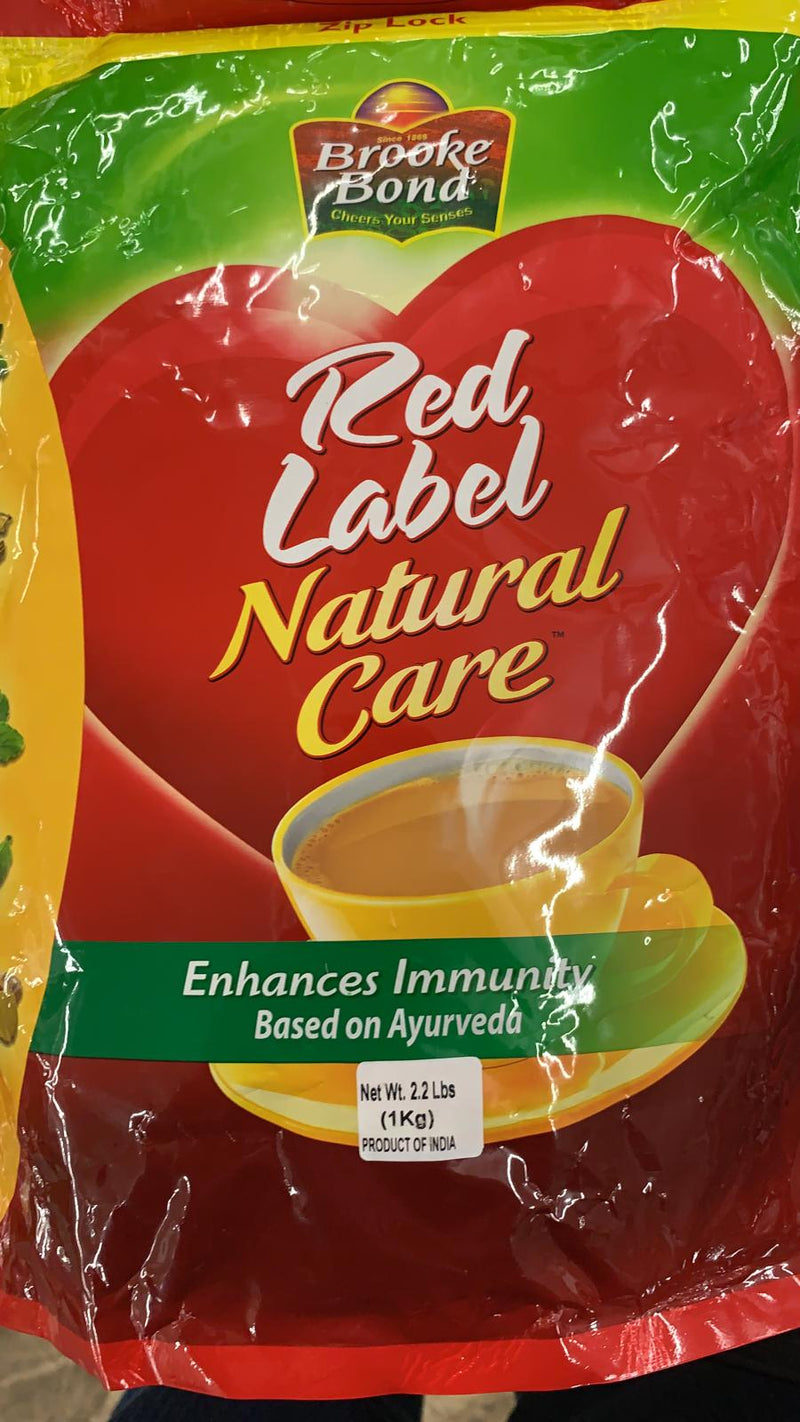 Zip Lock
Since 1869
Brooke
Bond
Cheers Your Senses
Red
Label
Natural
Care™
Enhances Immunity
Based on Ayurveda
Net Wt. 2.2 Lbs
(1Kg)
PRODUCT OF INDIA